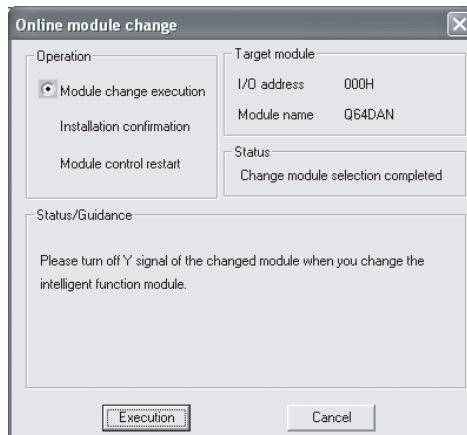 Online module change
Operation
Module change execution
Installation confirmation
Module control restart
Target module
I/O address 000H
Module name Q64DAN
Status
Change module selection completed
Status/Guidance
Please turn off Y signal of the changed module when you change the
intelligent function module.
Execution
Cancel